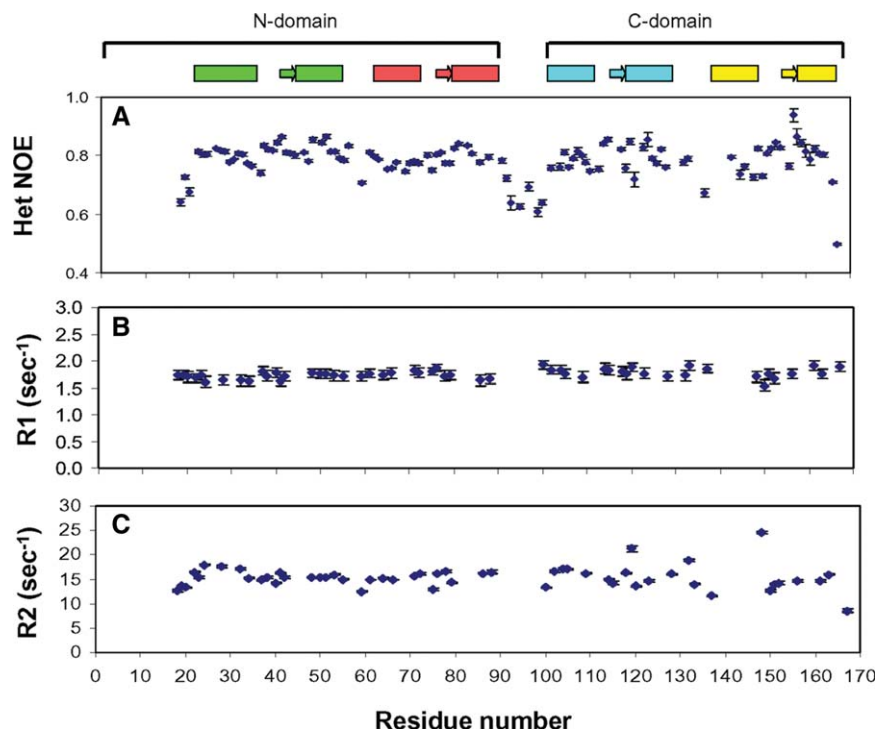 N-domain C-domain
A
Het NOE
1.0
0.8
0.6
0.4
B
R1 (sec⁻¹)
3.0
2.5
2.0
1.5
1.0
0.5
0.0
C
R2 (sec⁻¹)
30
25
20
15
10
5
0
0 10 20 30 40 50 60 70 80 90 100 110 120 130 140 150 160 170
Residue number